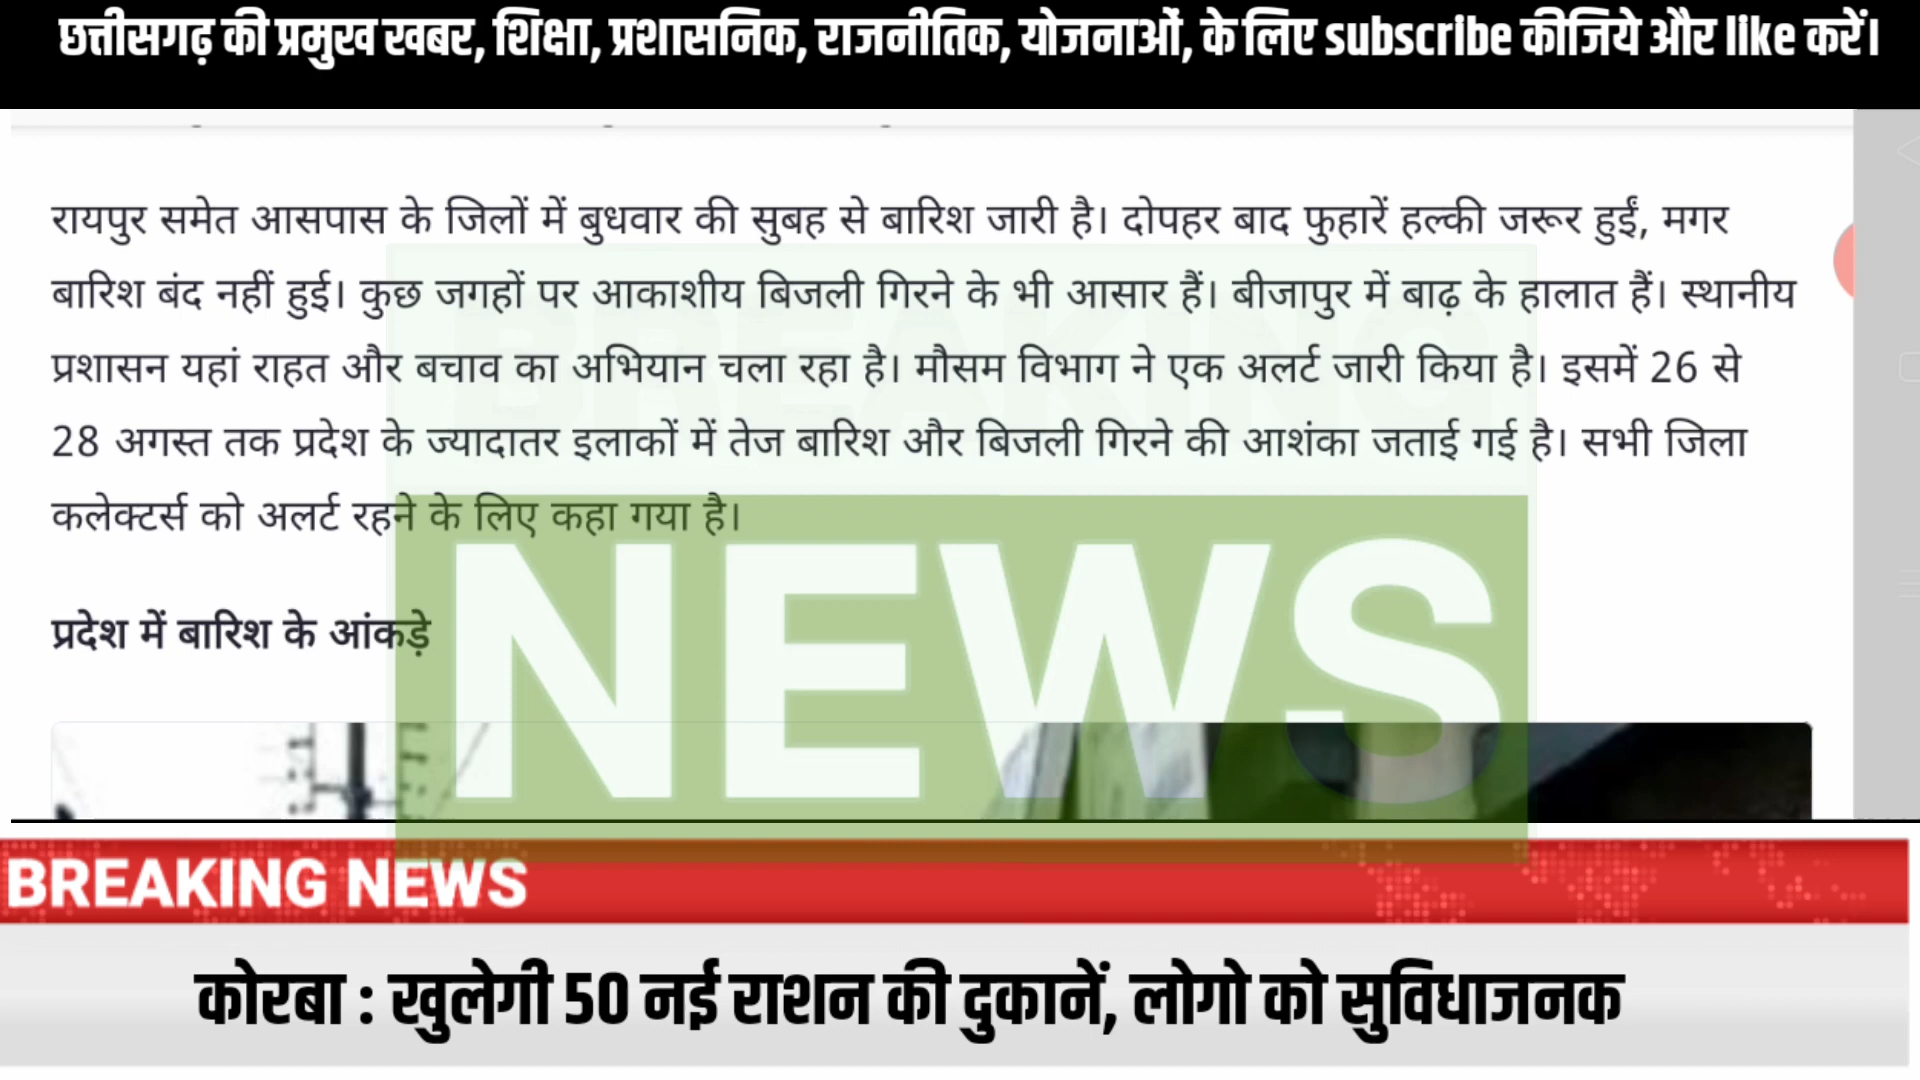 छत्तीसगढ़ की प्रमुख खबर, शिक्षा, प्रशासनिक, राजनीतिक, योजनाओं, के लिए subscribe कीजिये और like करें।
रायपुर समेत आसपास के जिलों में बुधवार की सुबह से बारिश जारी है। दोपहर बाद फुहारें हल्की जरूर हुईं, मगर
बारिश बंद नहीं हुई। कुछ जगहों पर आकाशीय बिजली गिरने के भी आसार हैं। बीजापुर में बाढ़ के हालात हैं। स्थानीय
प्रशासन यहां राहत और बचाव का अभियान चला रहा है। मौसम विभाग ने एक अलर्ट जारी किया है। इसमें 26 से
28 अगस्त तक प्रदेश के ज्यादातर इलाकों में तेज बारिश और बिजली गिरने की आशंका जताई गई है। सभी जिला
कलेक्टर्स को अलर्ट रहने के लिए कहा गया है।
प्रदेश में बारिश के आंकड़े
BREAKING
NEWS
BREAKING NEWS
कोरबा : खुलेगी 50 नई राशन की दुकानें, लोगो को सुविधाजनक